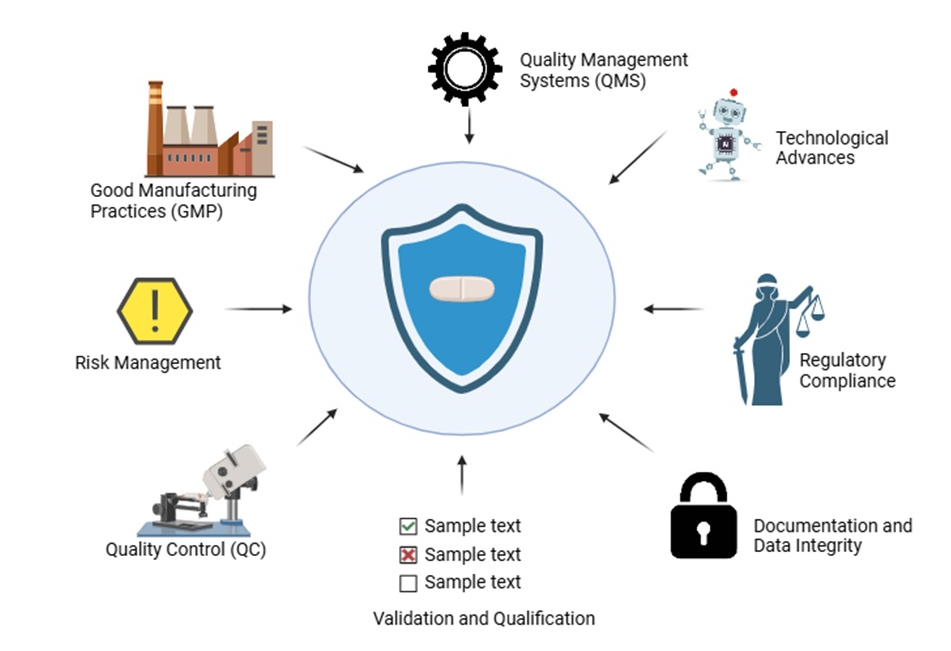 Quality Management
Systems (QMS)
Technological
Advances
Good Manufacturing
Practices (GMP)
Risk Management
Regulatory
Compliance
Quality Control (QC)
Sample text
Sample text
Sample text
Documentation and
Data Integrity
Validation and Qualification